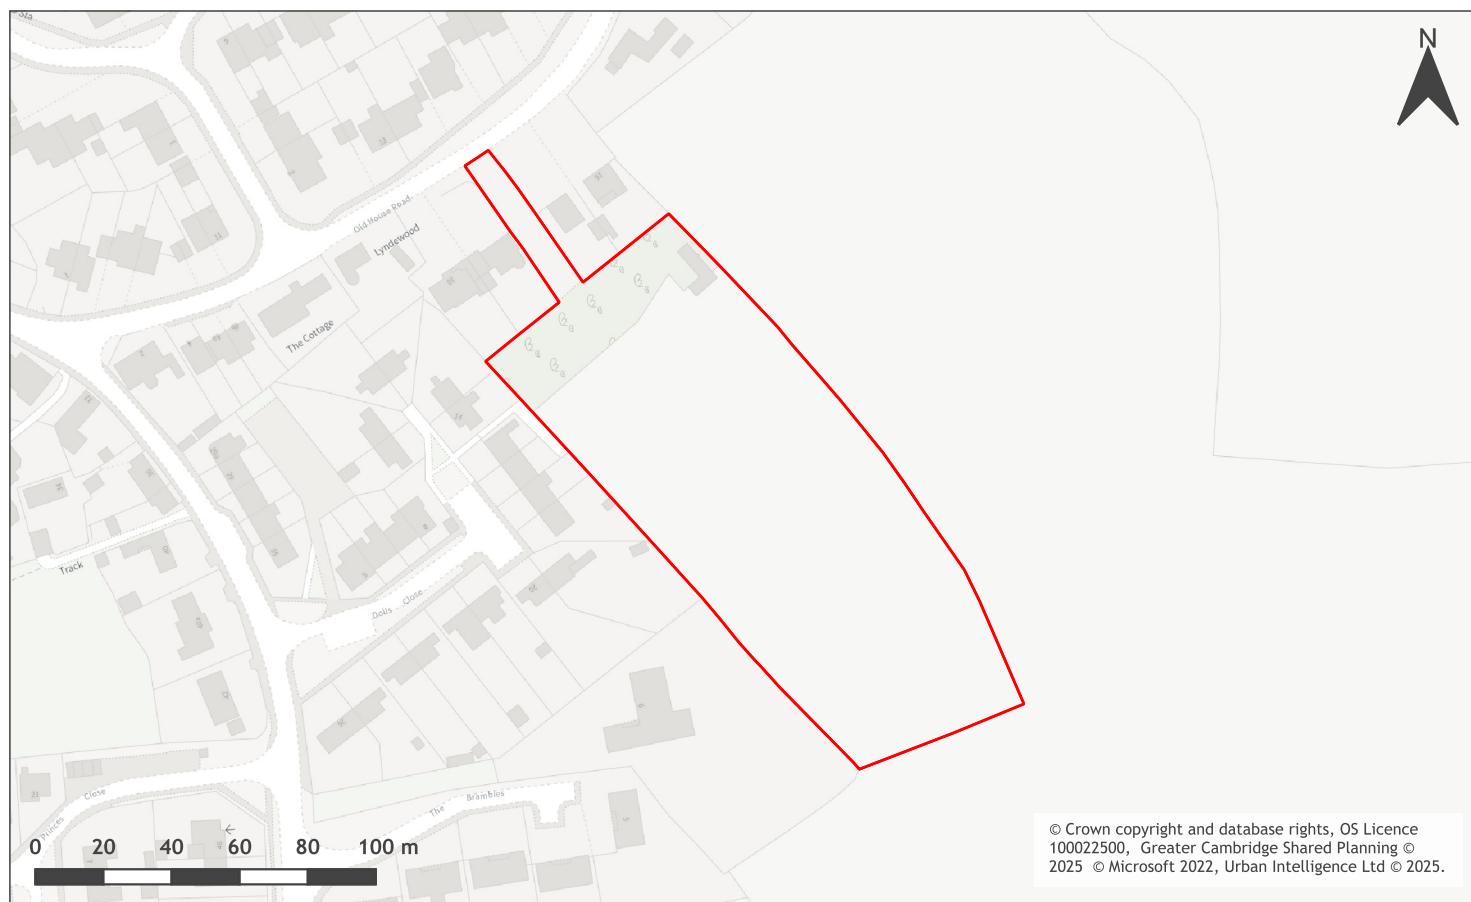 N
Old House Road
Lyndewood
The Cottage
Track
Dolls Close
The Brambles
Princes Close
0 20 40 60 80 100 m
© Crown copyright and database rights, OS Licence
100022500, Greater Cambridge Shared Planning ©
2025 © Microsoft 2022, Urban Intelligence Ltd © 2025.